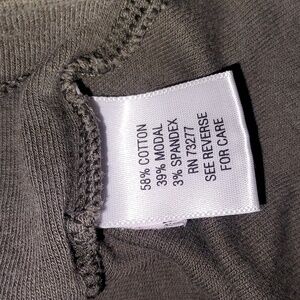 58% COTTON
39% MODAL
3% SPANDEX
RN 73277
SEE REVERSE
FOR CARE